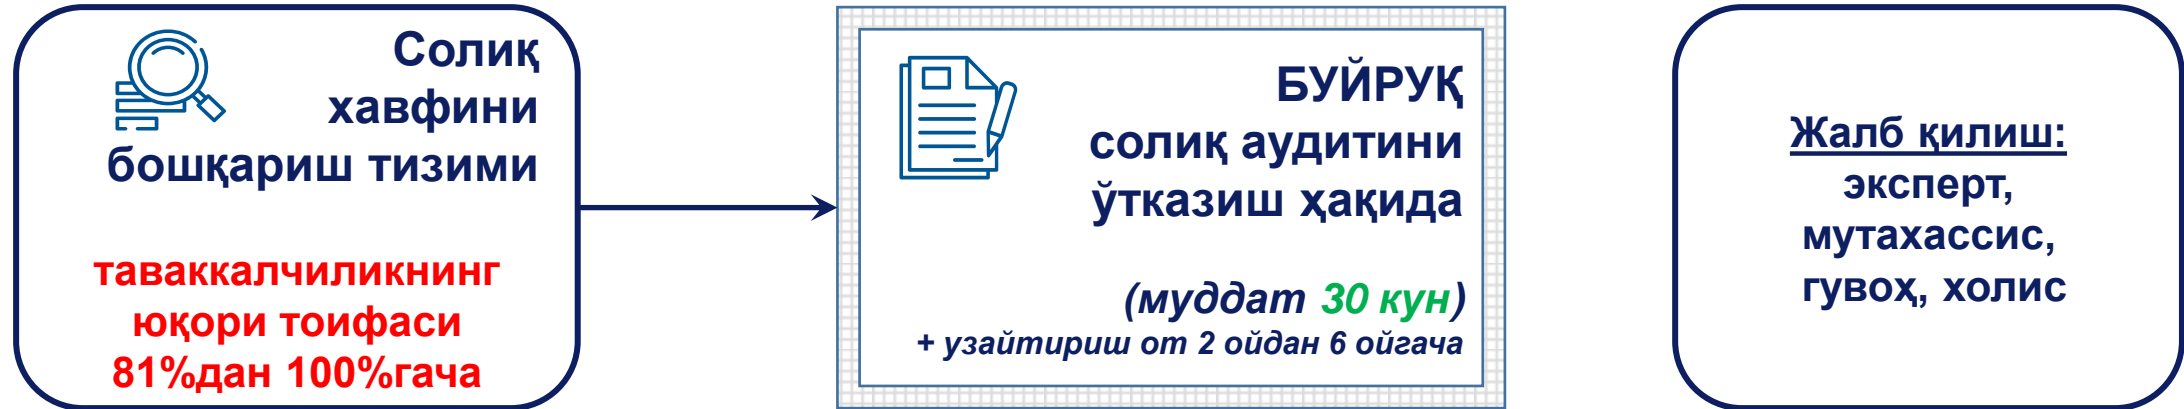 Солиқ
хавфини
бошқариш тизими
таваккалчиликнинг
юқори тоифаси
81%дан 100%гача
БУЙРУҚ
солиқ аудитини
ўтказиш ҳақида
(муддат 30 кун)
+ узайтириш от 2 ойдан 6 ойгача
Жалб қилиш:
эксперт,
мутахассис,
гувоҳ, холис